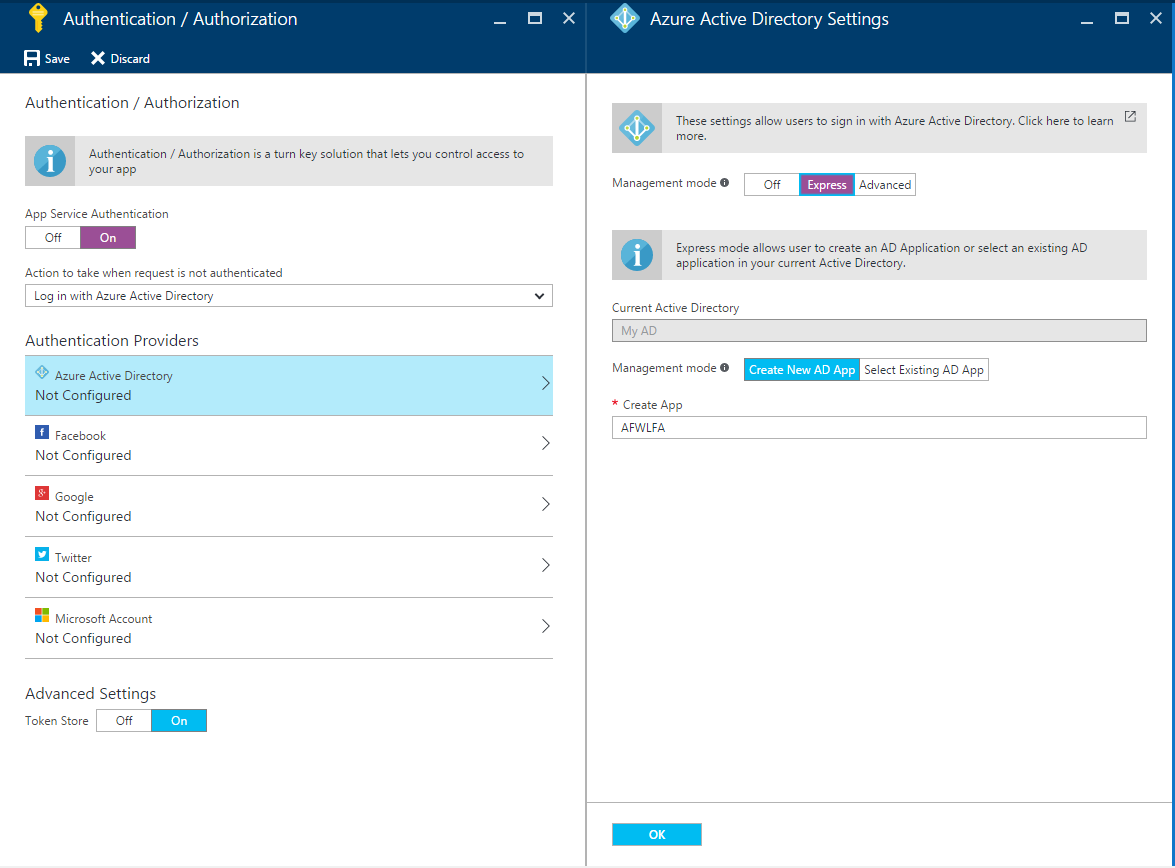 Authentication / Authorization
Save
Discard
Authentication / Authorization
Authentication / Authorization is a turn key solution that lets you control access to
your app
App Service Authentication
Off
On
Action to take when request is not authenticated
Log in with Azure Active Directory
Authentication Providers
Azure Active Directory
Not Configured
Facebook
Not Configured
Google
Not Configured
Twitter
Not Configured
Microsoft Account
Not Configured
Advanced Settings
Token Store
Off
On
Azure Active Directory Settings
These settings allow users to sign in with Azure Active Directory. Click here to learn
more.
Management mode
Off
Express
Advanced
Express mode allows user to create an AD Application or select an existing AD
application in your current Active Directory.
Current Active Directory
My AD
Management mode
Create New AD App
Select Existing AD App
* Create App
AFWLFA
OK